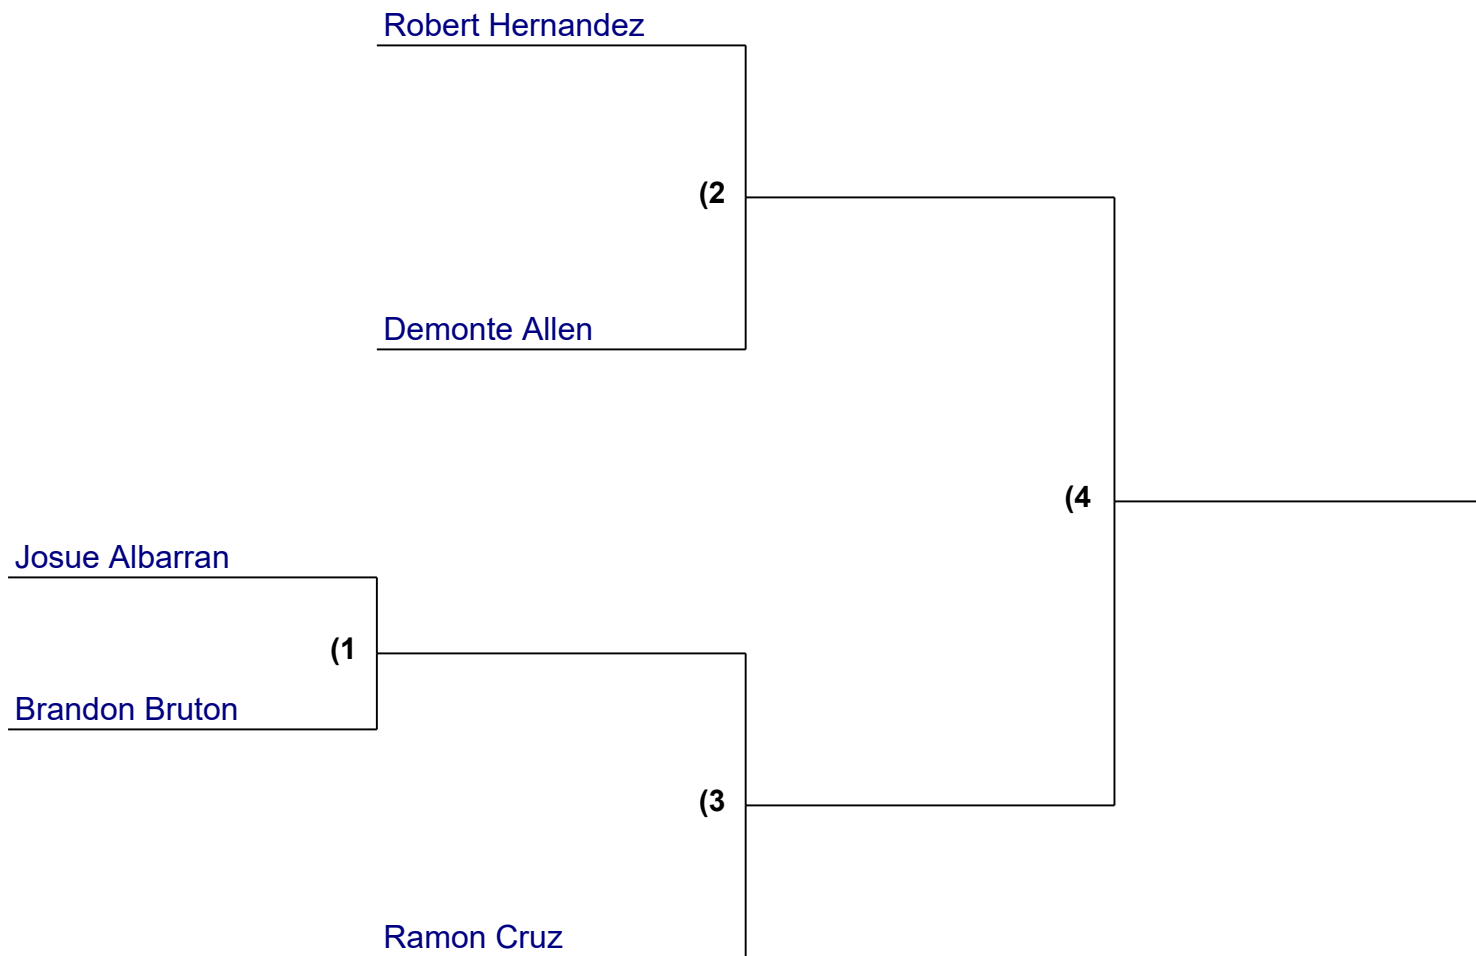 Robert Hernandez
(2
Demonte Allen
(4
Josue Albarran
(1
Brandon Bruton
(3
Ramon Cruz